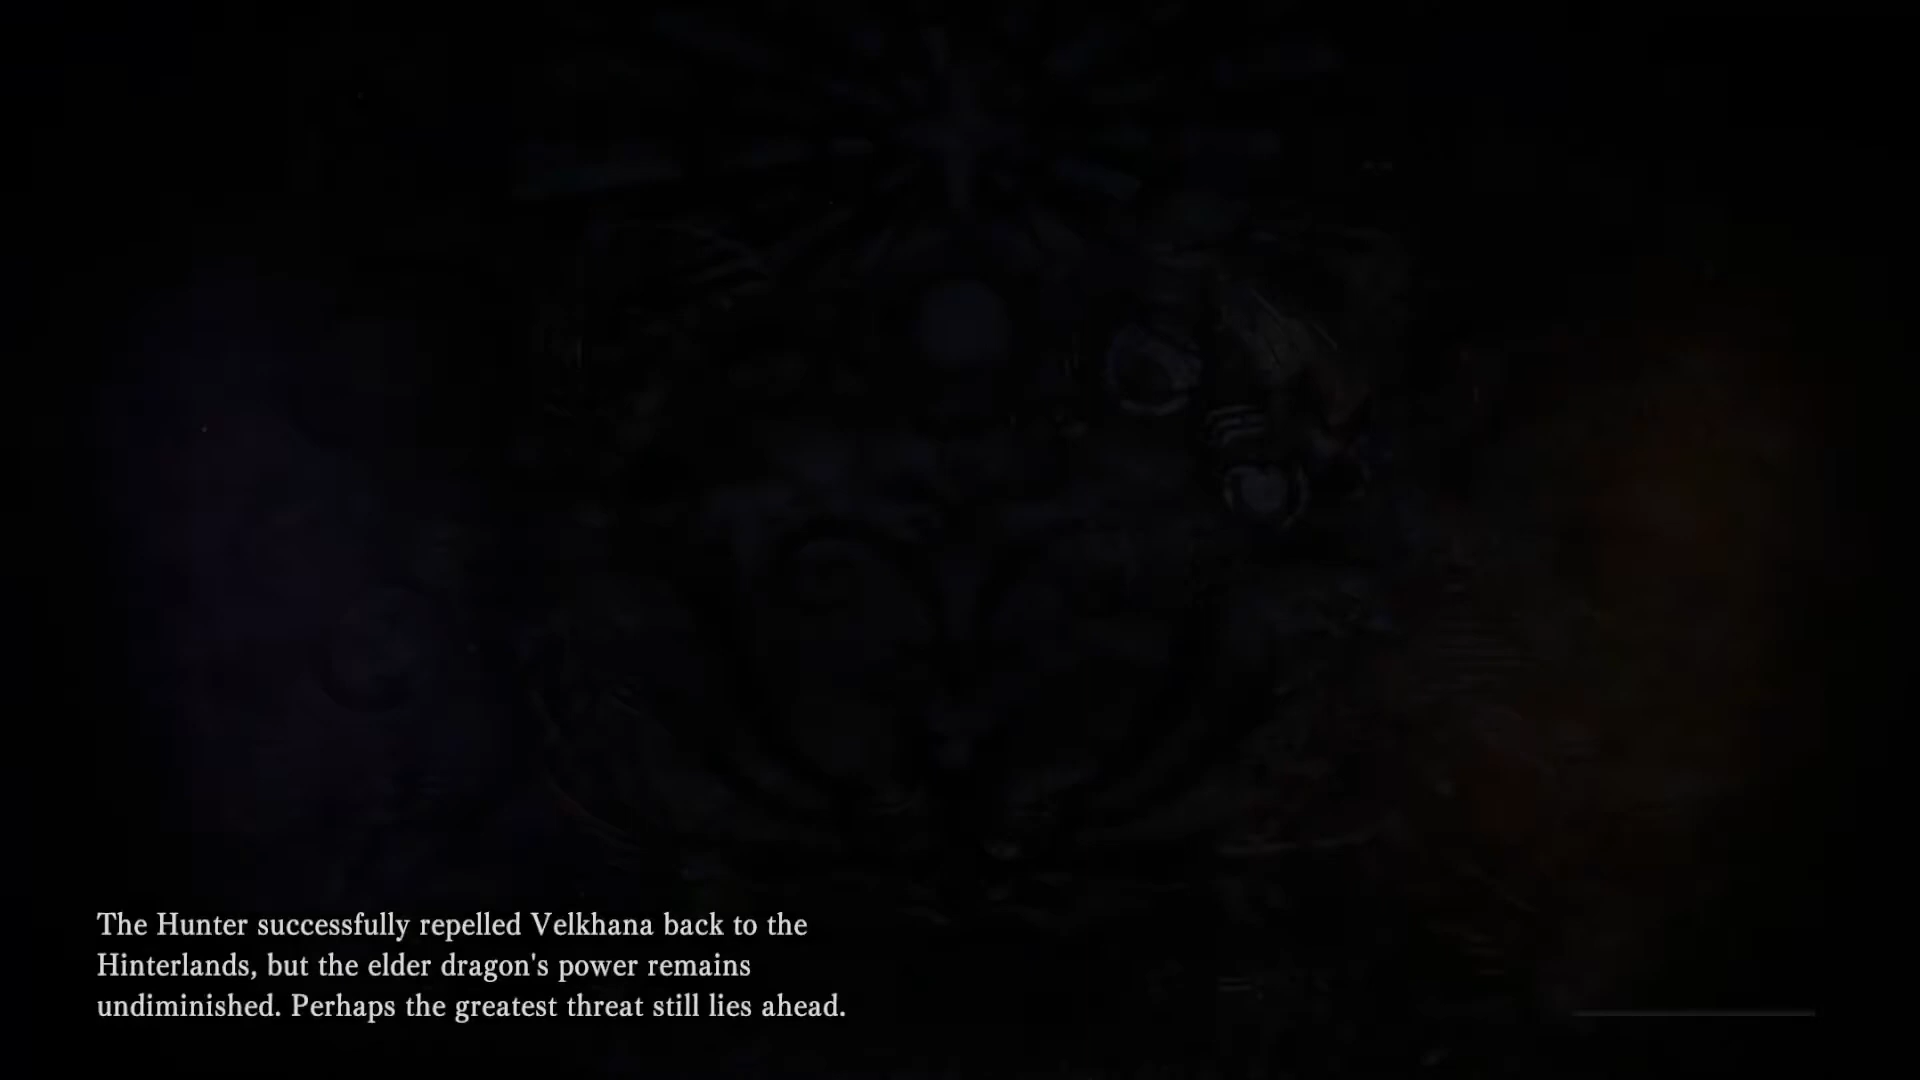 The Hunter successfully repelled Velkhana back to the
Hinterlands, but the elder dragon's power remains
undiminished. Perhaps the greatest threat still lies ahead.